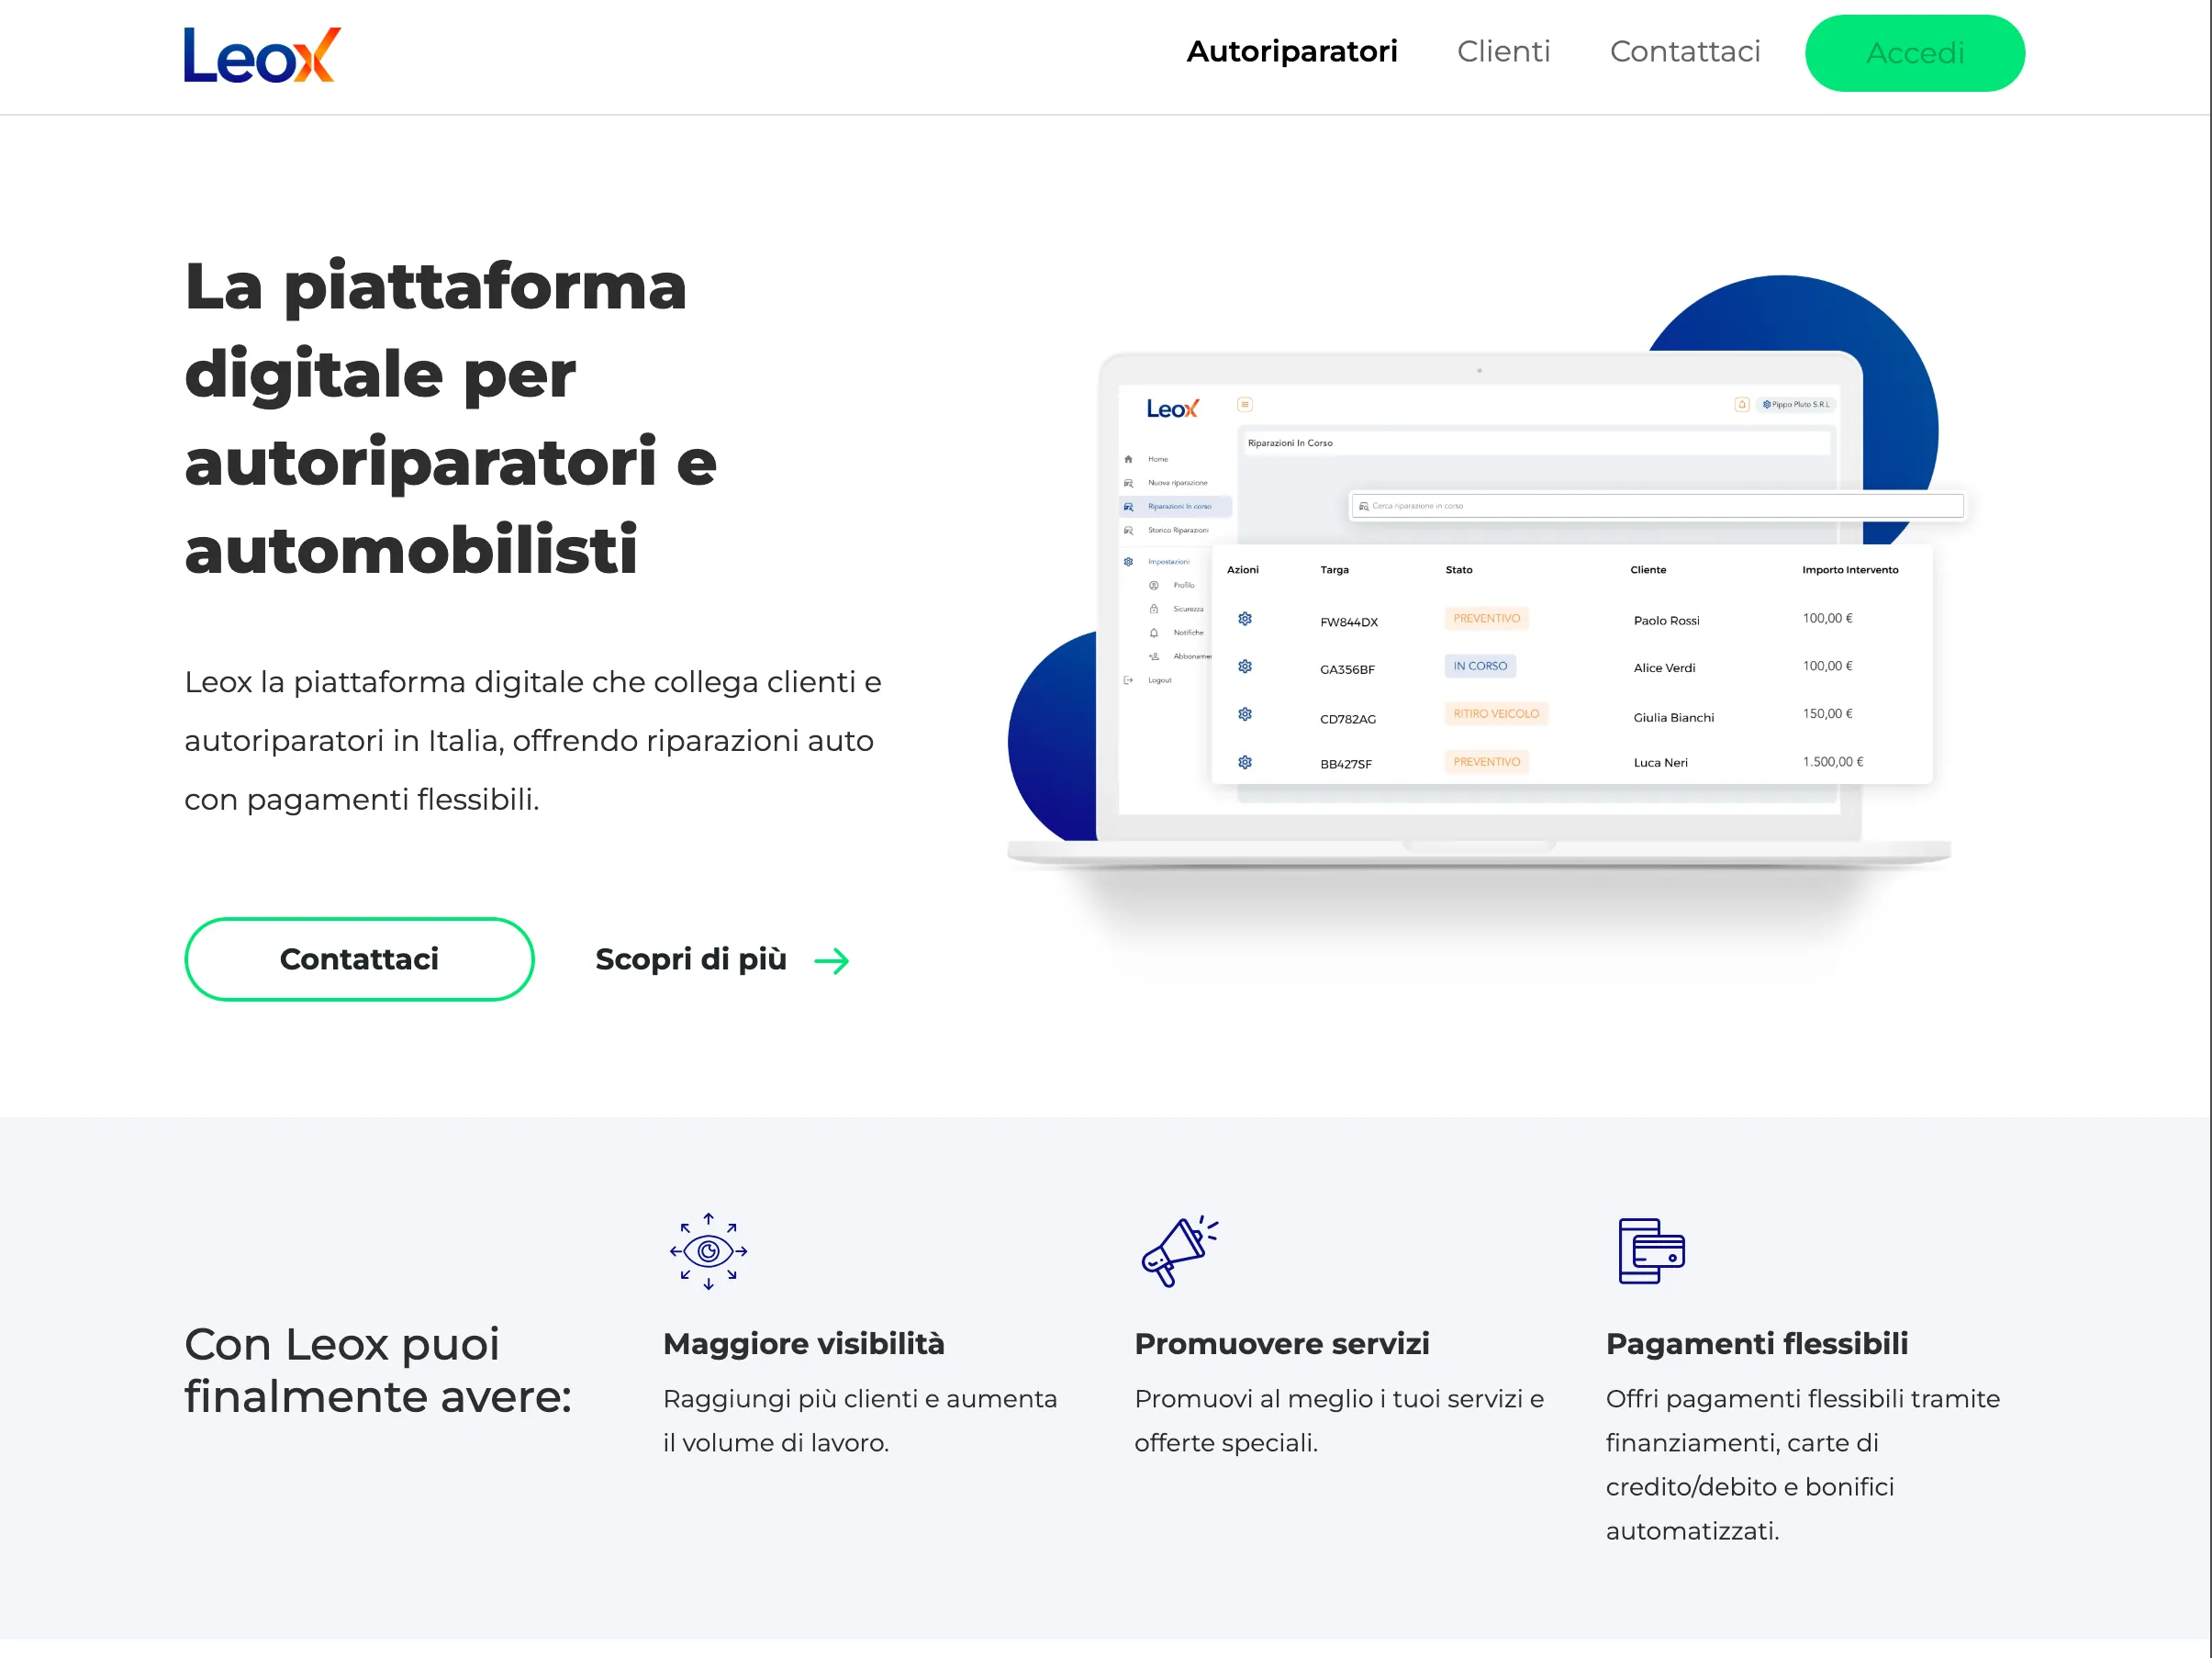 Leox
Autoriparatori Clienti Contattaci Accedi
La piattaforma
digitale per
autoriparatori e
automobilisti
Leox la piattaforma digitale che collega clienti e
autoriparatori in Italia, offrendo riparazioni auto
con pagamenti flessibili.
Contattaci Scopri di più
Leox
Pippo Pluto S.R.L
Home
Nuova riparazione
Riparazioni In corso
Storico Riparazioni
Impostazioni
Profilo
Sicurezza
Notifiche
Abboname
Logout
Riparazioni In Corso
Cerca riparazione in corso
Azioni Targa Stato Cliente Importo Intervento
FW844DX PREVENTIVO Paolo Rossi 100,00 €
GA356BF IN CORSO Alice Verdi 100,00 €
CD782AG RITIRO VEICOLO Giulia Bianchi 150,00 €
BB427SF PREVENTIVO Luca Neri 1.500,00 €
Con Leox puoi
finalmente avere:
Maggiore visibilità
Raggiungi più clienti e aumenta
il volume di lavoro.
Promuovere servizi
Promuovi al meglio i tuoi servizi e
offerte speciali.
Pagamenti flessibili
Offri pagamenti flessibili tramite
finanziamenti, carte di
credito/debito e bonifici
automatizzati.